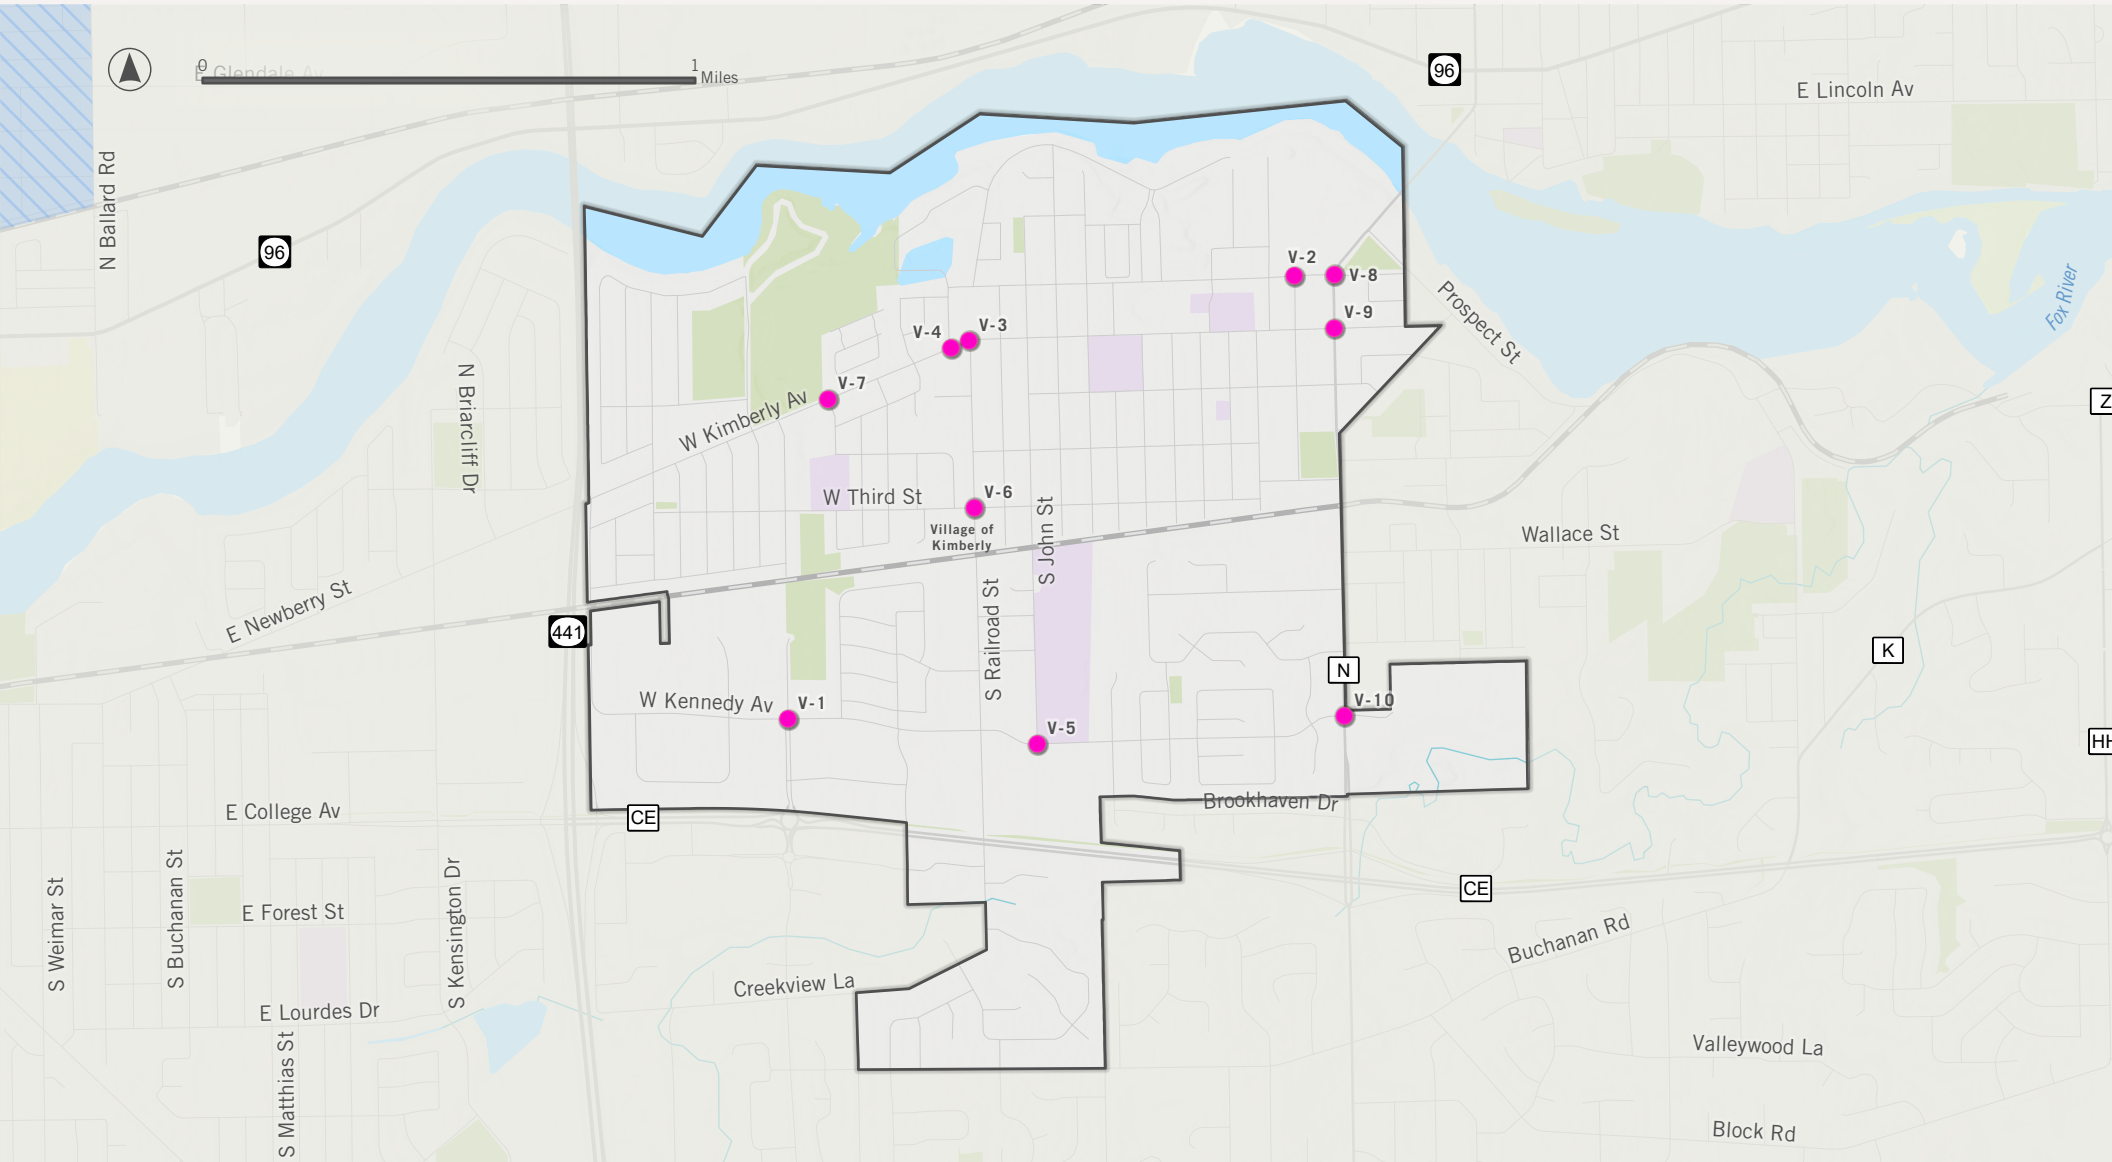 0
1
Miles
E Glendale Av
96
E Lincoln Av
N Ballard Rd
96
V-2
V-8
V-9
Prospect St
Fox River
V-3
V-4
V-7
N Briarcliff Dr
W Kimberly Av
Z
W Third St
V-6
Village of
Kimberly
S John St
Wallace St
E Newberry St
441
S Railroad St
N
K
W Kennedy Av
V-1
V-10
V-5
HH
E College Av
CE
Brookhaven Dr
CE
S Weimar St
S Buchanan St
S Kensington Dr
E Forest St
Buchanan Rd
Creekview La
E Lourdes Dr
S Matthias St
Valleywood La
Block Rd